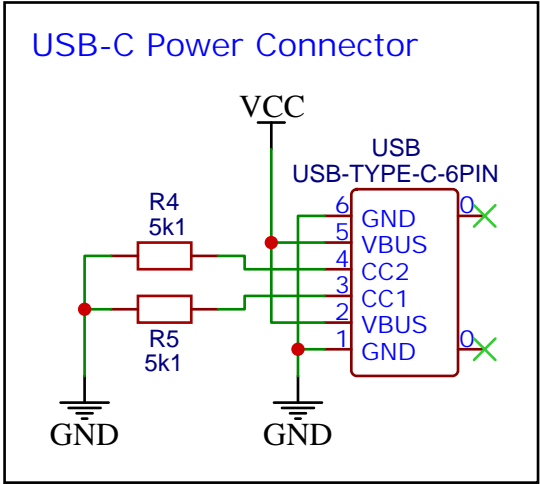 USB-C Power Connector
VCC
USB
USB-TYPE-C-6PIN
R4
5k1
6 GND 0
5 VBUS
4 CC2
3 CC1
2 VBUS
1 GND 0
R5
5k1
GND
GND